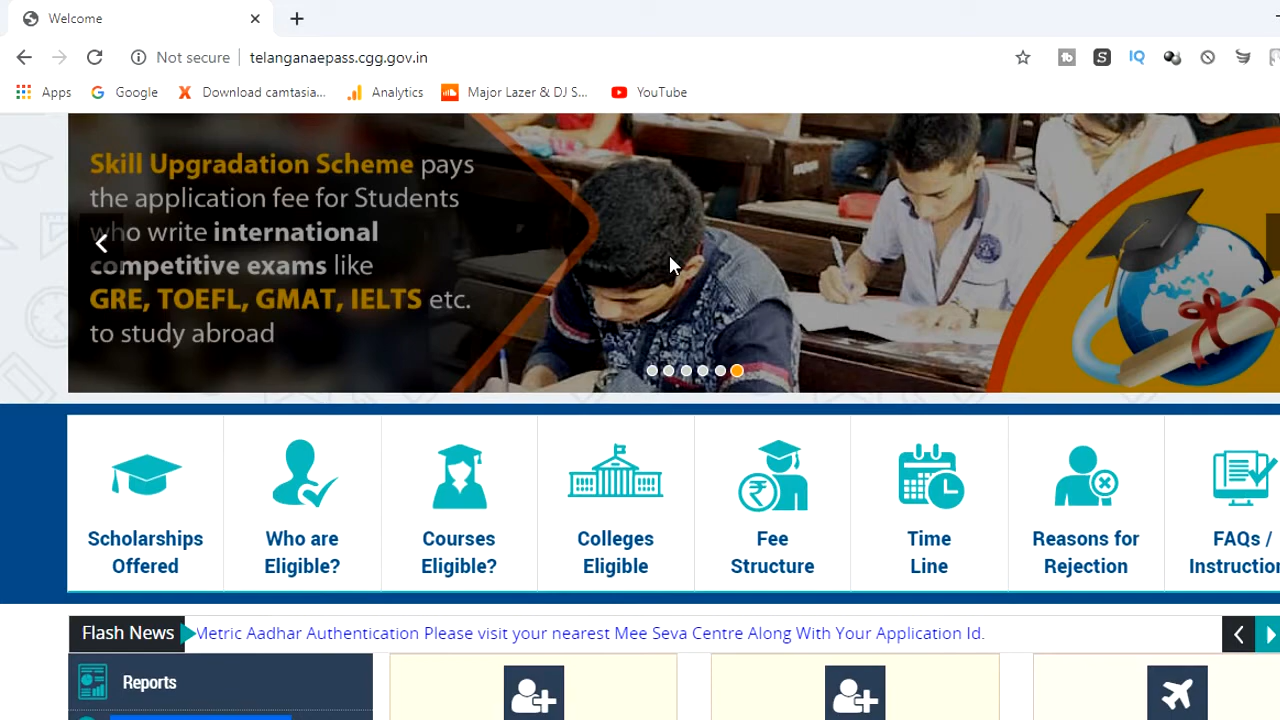 Welcome
Not secure
telanganaepass.cgg.gov.in
Apps
Google
Download camtasia...
Analytics
Major Lazer & DJ S...
YouTube
Skill Upgradation Scheme pays
the application fee for Students
who write international
competitive exams like
GRE, TOEFL, GMAT, IELTS etc.
to study abroad
Scholarships
Offered
Who are
Eligible?
Courses
Eligible?
Colleges
Eligible
Fee
Structure
Time
Line
Reasons for
Rejection
FAQs /
Instruction
Flash News
Metric Aadhar Authentication Please visit your nearest Mee Seva Centre Along With Your Application Id.
Reports